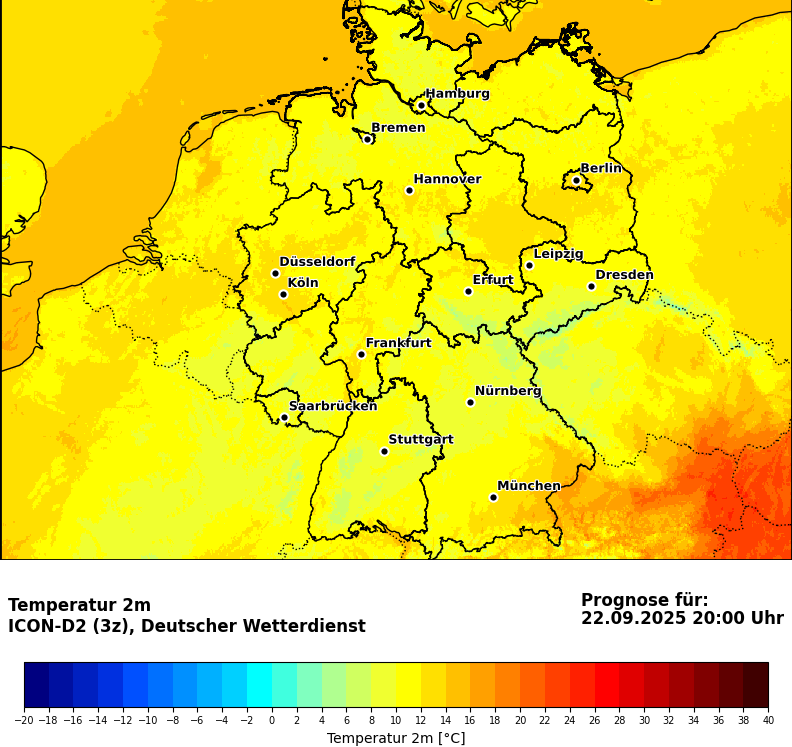 Hamburg
Bremen
Berlin
Hannover
Leipzig
Düsseldorf
Dresden
Köln
Erfurt
Frankfurt
Nürnberg
Saarbrücken
Stuttgart
München
Temperatur 2m
ICON-D2 (3z), Deutscher Wetterdienst
Prognose für:
22.09.2025 20:00 Uhr
−20 −18 −16 −14 −12 −10 −8 −6 −4 −2 0 2 4 6 8 10 12 14 16 18 20 22 24 26 28 30 32 34 36 38 40
Temperatur 2m [°C]